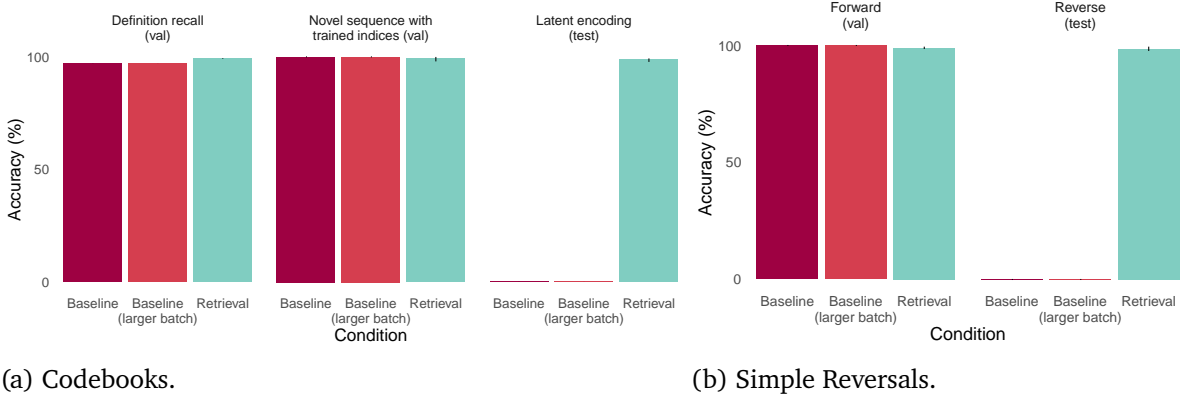 Definition recall
(val)
Novel sequence with
trained indices (val)
Latent encoding
(test)
Accuracy (%)
100
50
0
Baseline
Baseline
(larger batch)
Retrieval
Baseline
Baseline
(larger batch)
Retrieval
Baseline
Baseline
(larger batch)
Retrieval
Condition
(a) Codebooks.
Forward
(val)
Reverse
(test)
Accuracy (%)
100
50
0
Baseline
Baseline
(larger batch)
Retrieval
Baseline
Baseline
(larger batch)
Retrieval
Condition
(b) Simple Reversals.